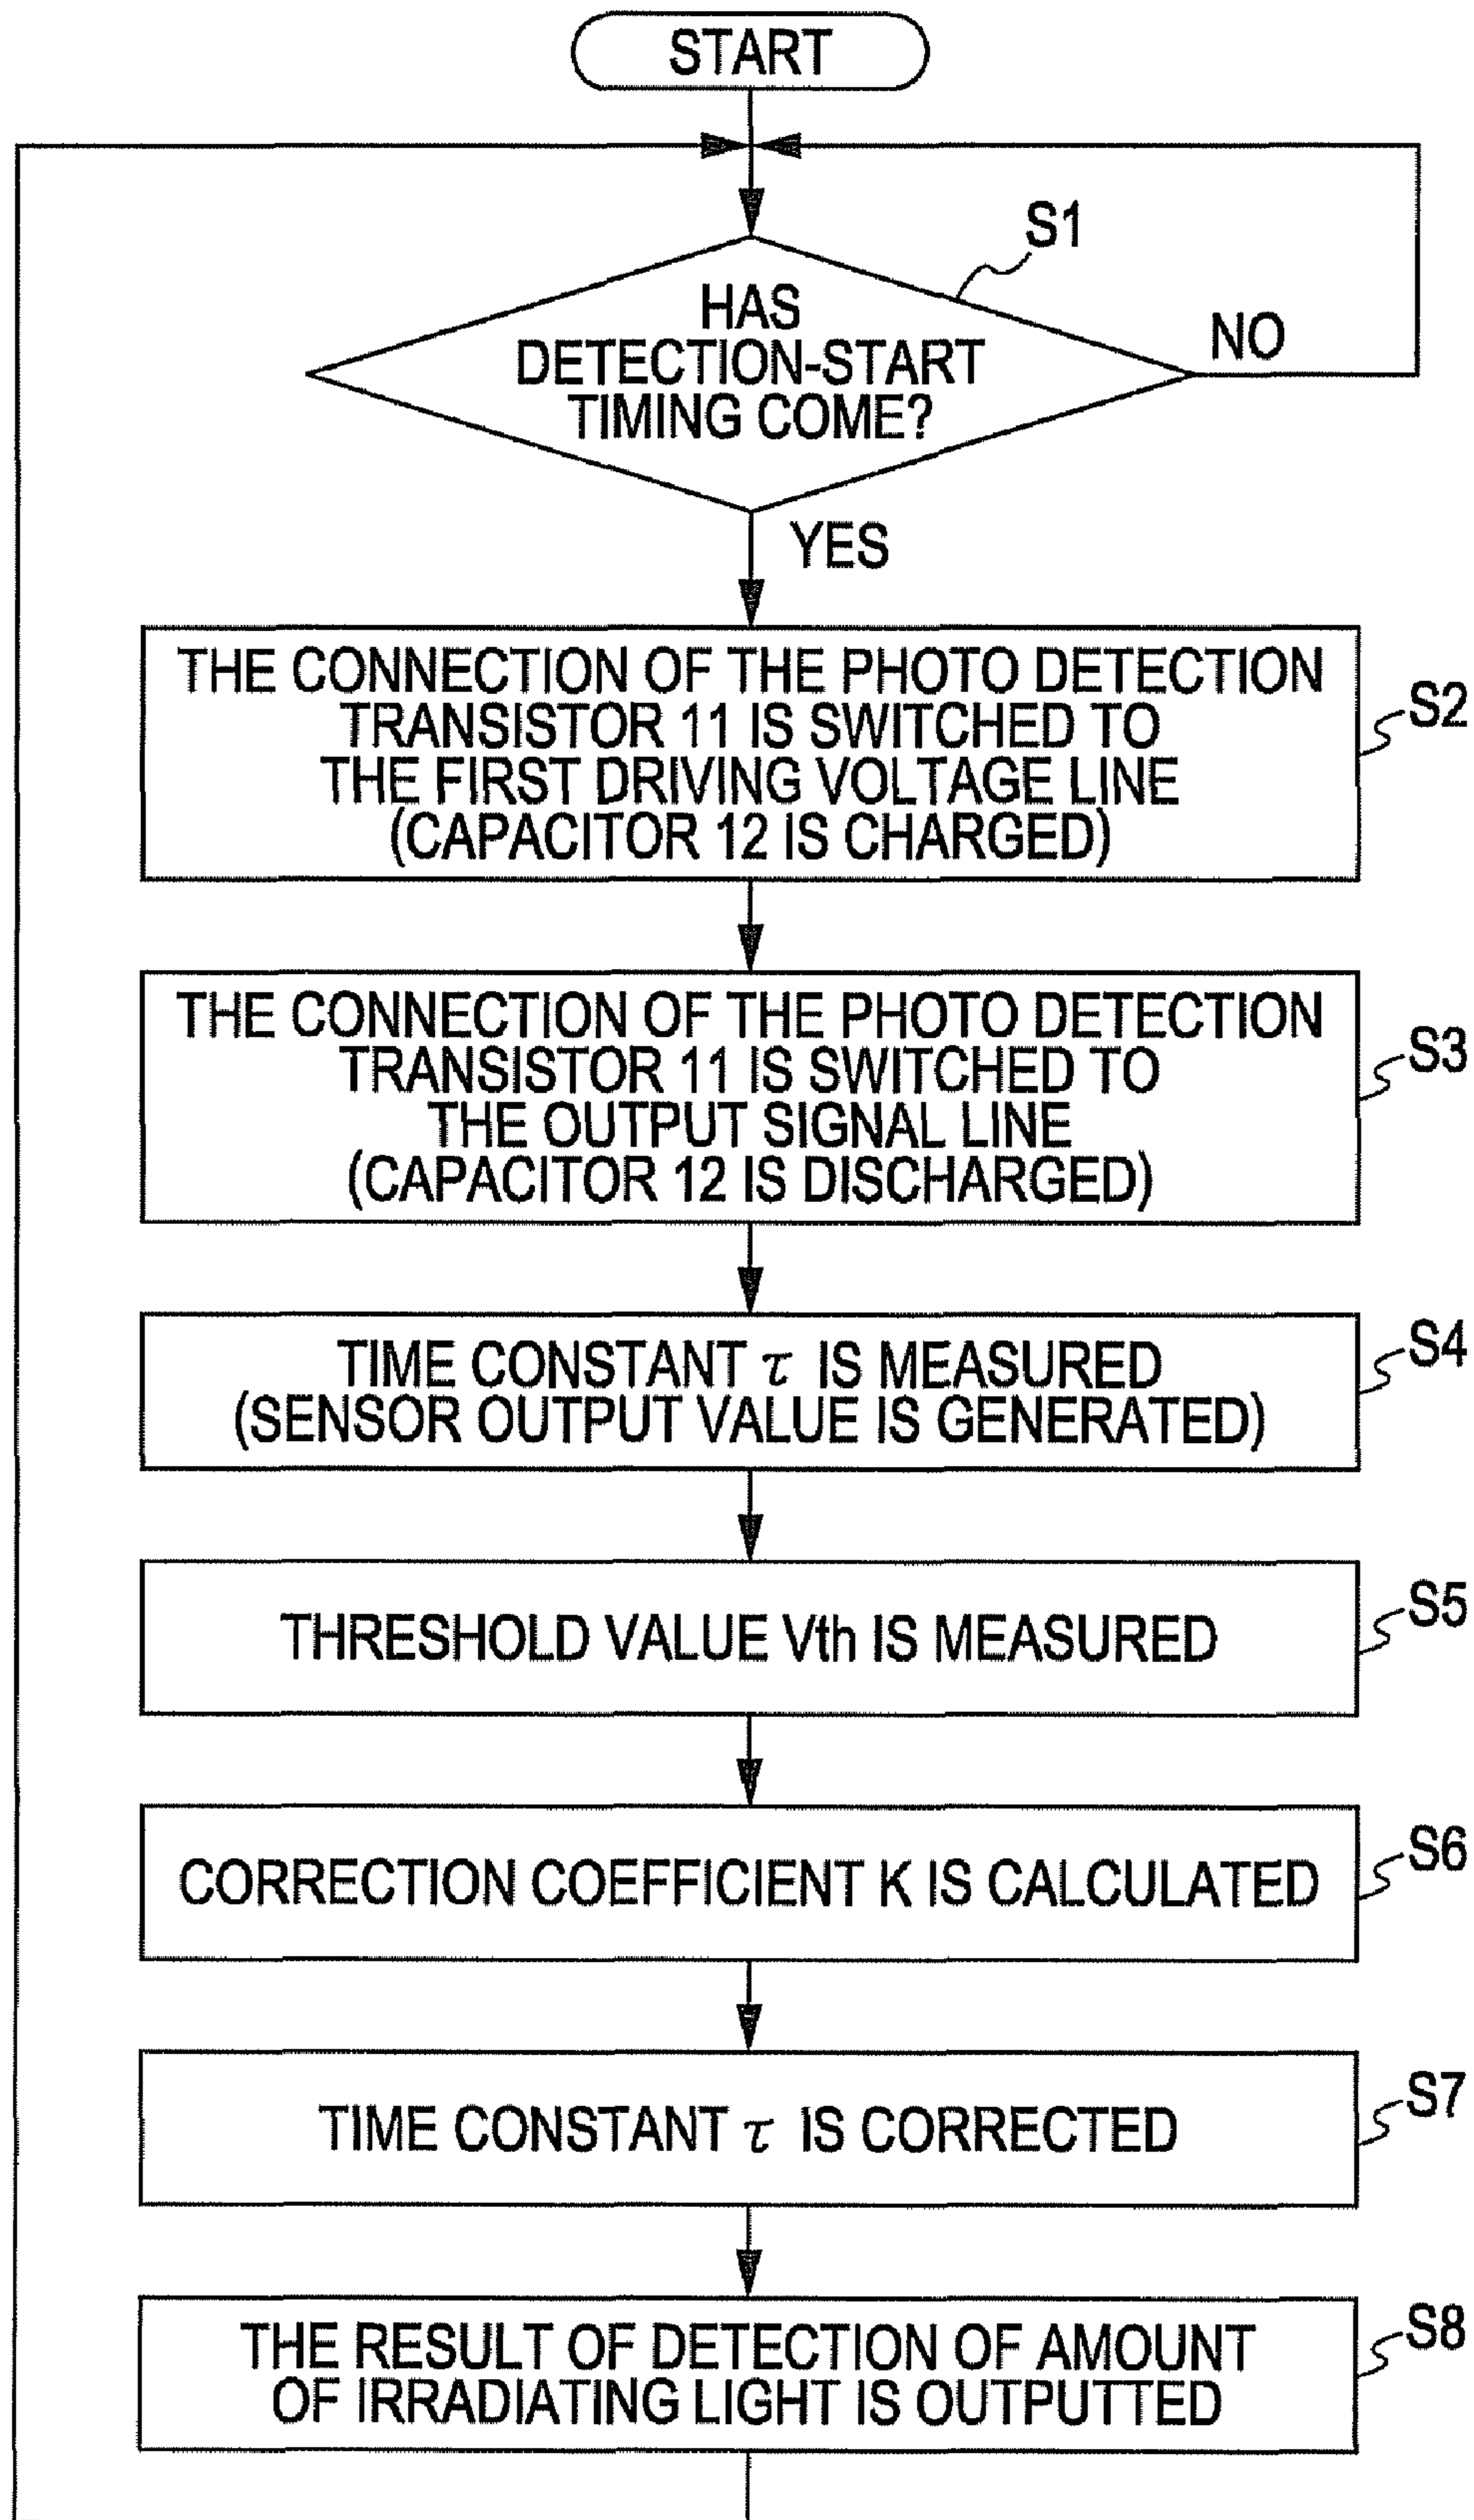 START
S1
HAS
DETECTION-START
TIMING COME?
NO
YES
THE CONNECTION OF THE PHOTO DETECTION
TRANSISTOR 11 IS SWITCHED TO
THE FIRST DRIVING VOLTAGE LINE
(CAPACITOR 12 IS CHARGED)
S2
THE CONNECTION OF THE PHOTO DETECTION
TRANSISTOR 11 IS SWITCHED TO
THE OUTPUT SIGNAL LINE
(CAPACITOR 12 IS DISCHARGED)
S3
TIME CONSTANT τ IS MEASURED
(SENSOR OUTPUT VALUE IS GENERATED)
S4
THRESHOLD VALUE Vth IS MEASURED
S5
CORRECTION COEFFICIENT K IS CALCULATED
S6
TIME CONSTANT τ IS CORRECTED
S7
THE RESULT OF DETECTION OF AMOUNT
OF IRRADIATING LIGHT IS OUTPUTTED
S8